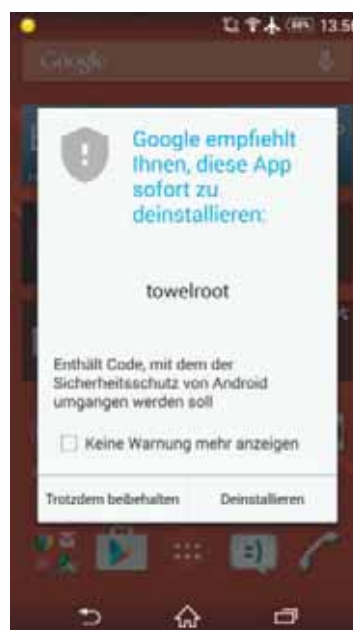 13.50
Google
Google empfiehlt
Ihnen, diese App
sofort zu
deinstallieren:
towelroot
Enthält Code, mit dem der
Sicherheitsschutz von Android
umgangen werden soll
Keine Warnung mehr anzeigen
Trotzdem beibehalten Deinstallieren